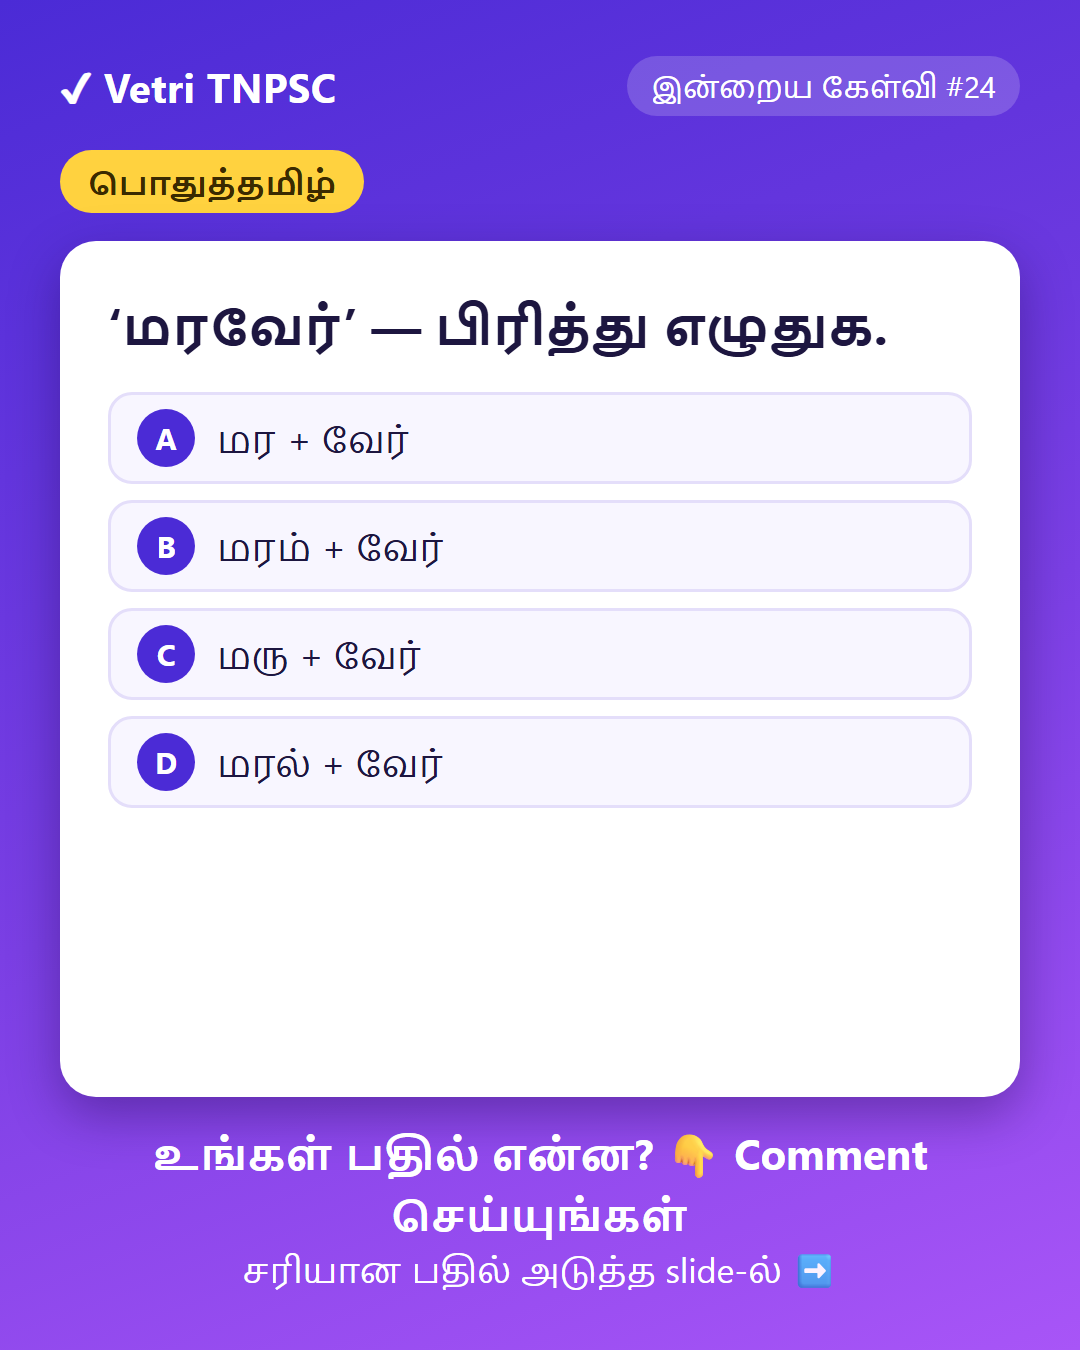 ✔ Vetri TNPSC
இன்றைய கேள்வி #24
பொதுத்தமிழ்
‘மரவேர்’ — பிரித்து எழுதுக.
A மர + வேர்
B மரம் + வேர்
C மரு + வேர்
D மரல் + வேர்
உங்கள் பதில் என்ன? 👇 Comment
செய்யுங்கள்
சரியான பதில் அடுத்த slide-ல் ➡️